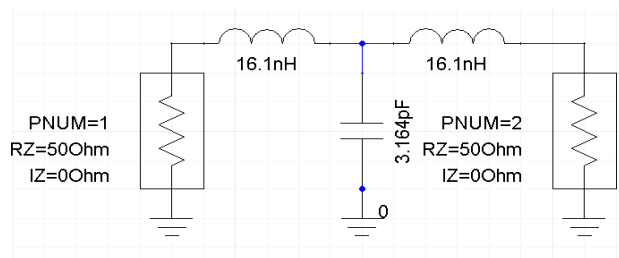 16.1nH
16.1nH
PNUM=1
RZ=50Ohm
IZ=0Ohm
3.164pF
PNUM=2
RZ=50Ohm
IZ=0Ohm
0